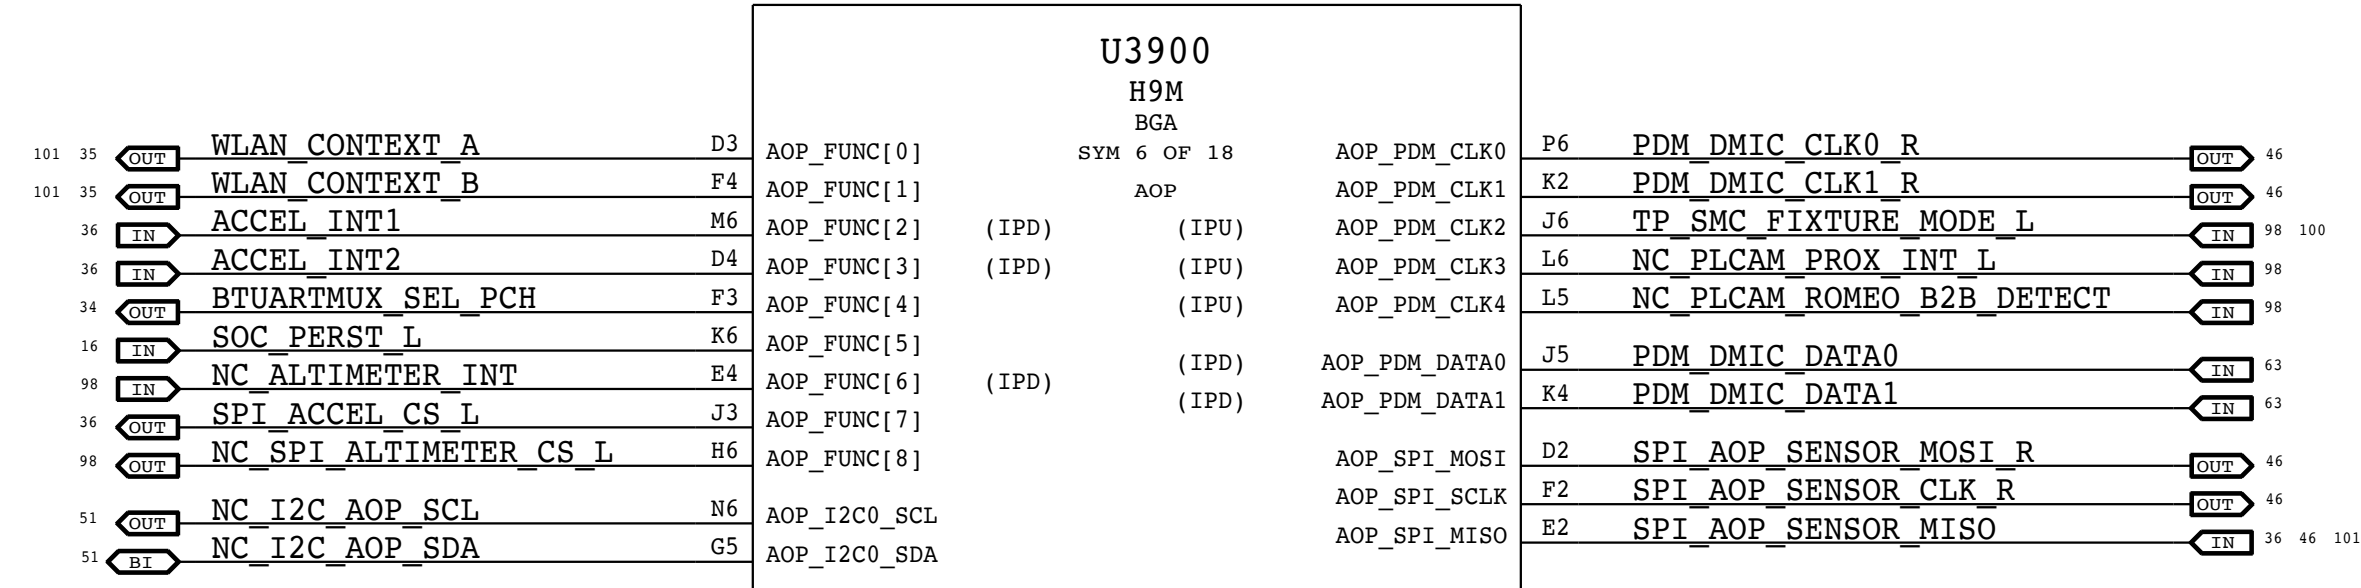 U3900
H9M
BGA
101 35 OUT WLAN_CONTEXT_A D3 AOP_FUNC[0] SYM 6 OF 18 AOP_PDM_CLK0 P6 PDM_DMIC_CLK0_R OUT 46
101 35 OUT WLAN_CONTEXT_B F4 AOP_FUNC[1] AOP AOP_PDM_CLK1 K2 PDM_DMIC_CLK1_R OUT 46
36 IN ACCEL_INT1 M6 AOP_FUNC[2] (IPD) (IPU) AOP_PDM_CLK2 J6 TP_SMC_FIXTURE_MODE_L IN 98 100
36 IN ACCEL_INT2 D4 AOP_FUNC[3] (IPD) (IPU) AOP_PDM_CLK3 L6 NC_PLCAM_PROX_INT_L IN 98
34 OUT BTUARTMUX_SEL_PCH F3 AOP_FUNC[4] (IPU) AOP_PDM_CLK4 L5 NC_PLCAM_ROMEO_B2B_DETECT IN 98
16 IN SOC_PERST_L K6 AOP_FUNC[5]
(IPD) AOP_PDM_DATA0 J5 PDM_DMIC_DATA0 IN 63
98 IN NC_ALTIMETER_INT E4 AOP_FUNC[6] (IPD)
(IPD) AOP_PDM_DATA1 K4 PDM_DMIC_DATA1 IN 63
36 OUT SPI_ACCEL_CS_L J3 AOP_FUNC[7]
98 OUT NC_SPI_ALTIMETER_CS_L H6 AOP_FUNC[8] AOP_SPI_MOSI D2 SPI_AOP_SENSOR_MOSI_R OUT 46
AOP_SPI_SCLK F2 SPI_AOP_SENSOR_CLK_R OUT 46
51 OUT NC_I2C_AOP_SCL N6 AOP_I2C0_SCL
AOP_SPI_MISO E2 SPI_AOP_SENSOR_MISO IN 36 46 101
51 BI NC_I2C_AOP_SDA G5 AOP_I2C0_SDA